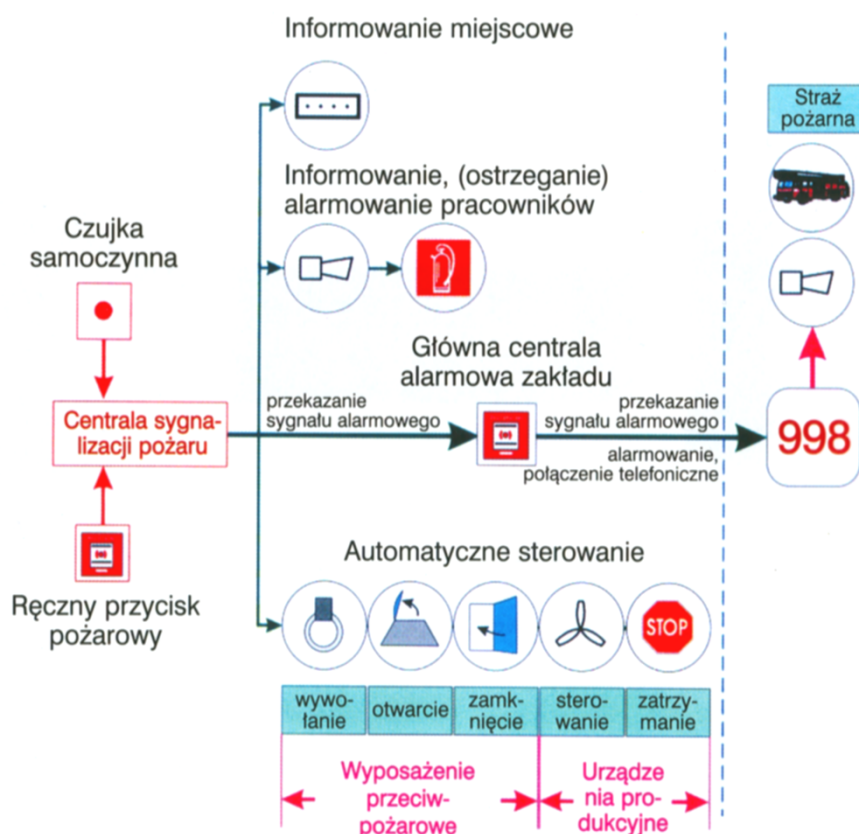 Informowanie miejscowe
Straż
pożarna
Informowanie, (ostrzeganie)
alarmowanie pracowników
Czujka
samoczynna
Główna centrala
alarmowa zakładu
Centrala sygna-
lizacji pożaru
przekazanie
sygnału alarmowego
przekazanie
sygnału alarmowego
alarmowanie,
połączenie telefoniczne
998
Ręczny przycisk
pożarowy
Automatyczne sterowanie
STOP
wywo-
łanie
otwarcie
zamk-
nięcie
stero-
wanie
zatrzy-
manie
Wyposażenie
przeciw-
pożarowe
Urządze
nia pro-
dukcyjne